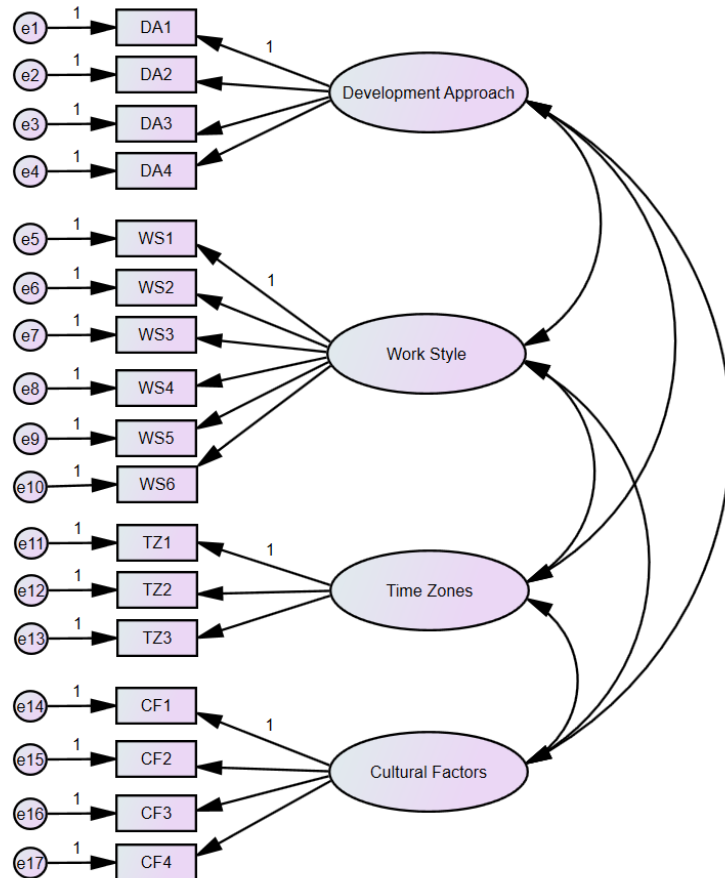 e1 1 DA1 1
e2 1 DA2 Development Approach
e3 1 DA3
e4 1 DA4
e5 1 WS1 1
e6 1 WS2
e7 1 WS3 Work Style
e8 1 WS4
e9 1 WS5
e10 1 WS6
e11 1 TZ1 1
e12 1 TZ2 Time Zones
e13 1 TZ3
e14 1 CF1 1
e15 1 CF2 Cultural Factors
e16 1 CF3
e17 1 CF4